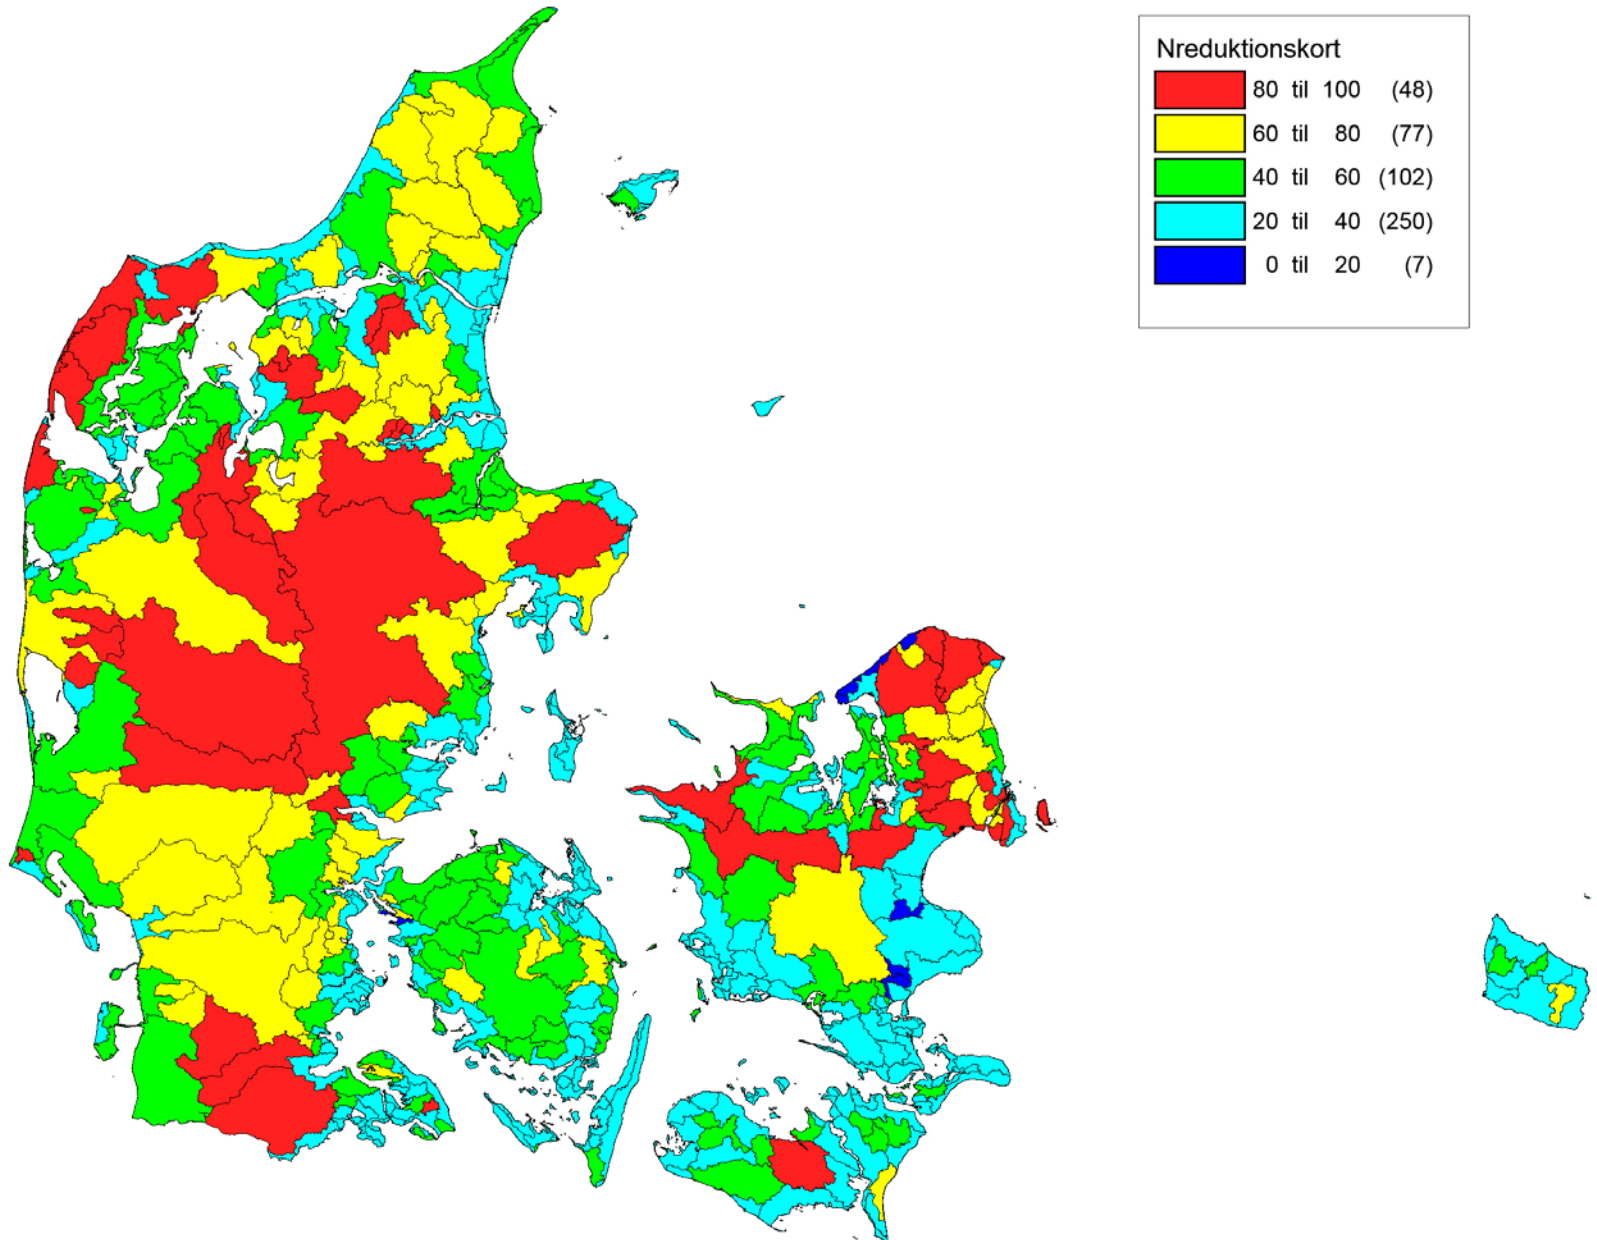 Nreduktionskort
80 til 100 (48)
60 til 80 (77)
40 til 60 (102)
20 til 40 (250)
0 til 20 (7)